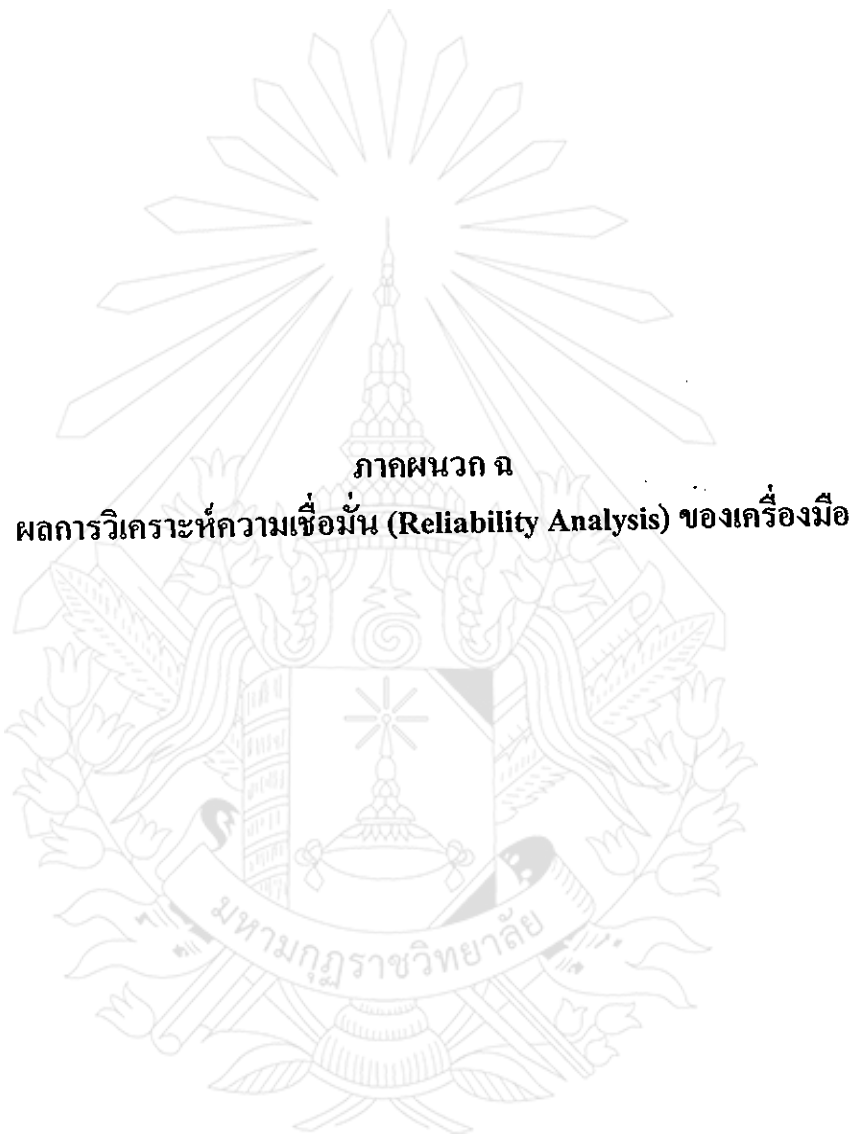 ภาคผนวก ฉ
ผลการวิเคราะห์ความเชื่อมั่น (Reliability Analysis) ของเครื่องมือ
มหามกุฏราชวิทยาลัย